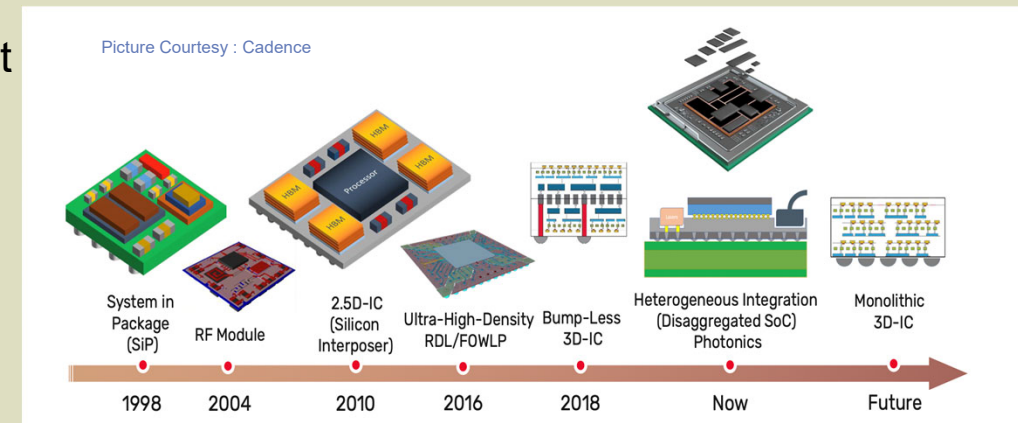 t
Picture Courtesy : Cadence
HBM
HBM
Processor
HBM
HBM
System in
Package
(SiP)
RF Module
2.5D-IC
(Silicon
Interposer)
Ultra-High-Density
RDL/FOWLP
Bump-Less
3D-IC
Heterogeneous Integration
(Disaggregated SoC)
Photonics
Monolithic
3D-IC
1998
2004
2010
2016
2018
Now
Future